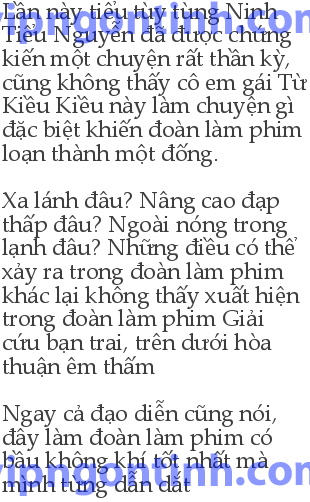 Lần này tiểu tùy tùng Ninh
Tiểu Nguyễn đã được chứng
kiến một chuyện rất thần kỳ,
cũng không thấy cô em gái Từ
Kiều Kiều này làm chuyện gì
đặc biệt khiến đoàn làm phim
loạn thành một đống.
Xa lánh đâu? Nâng cao đạp
thấp đâu? Ngoài nóng trong
lạnh đâu? Những điều có thể
xảy ra trong đoàn làm phim
khác lại không thấy xuất hiện
trong đoàn làm phim Giải
cứu bạn trai, trên dưới hòa
thuận êm thấm
Ngay cả đạo diễn cũng nói,
đây làm đoàn làm phim có
bầu không khí tốt nhất mà
mình từng dẫn dắt
vipngontinh.com
vipngontinh.com